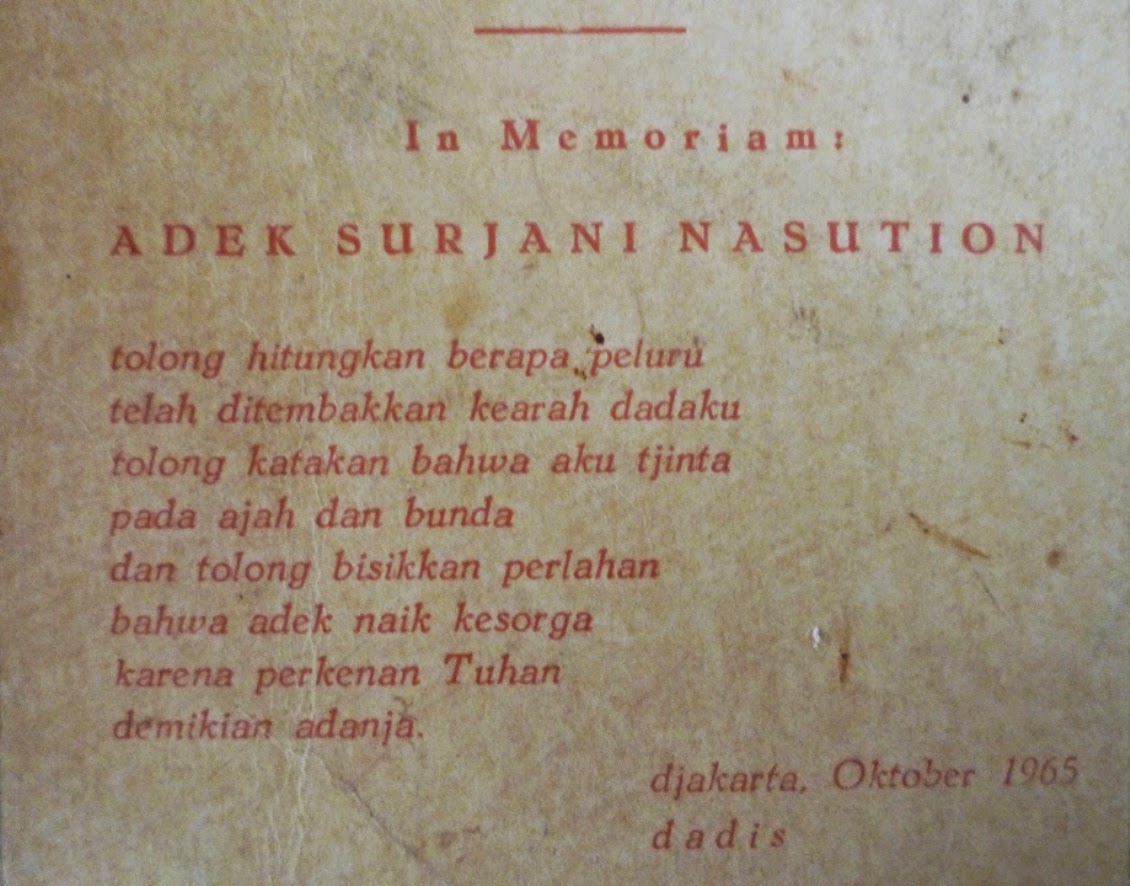 In Memoriam:
ADEK SURJANI NASUTION
tolong hitungkan berapa peluru
telah ditembakkan kearah dadaku
tolong katakan bahwa aku tjinta
pada ajah dan bunda
dan tolong bisikkan perlahan
bahwa adek naik kesorga
karena perkenan Tuhan
demikian adanja.
djakarta, Oktober 1965
dadis